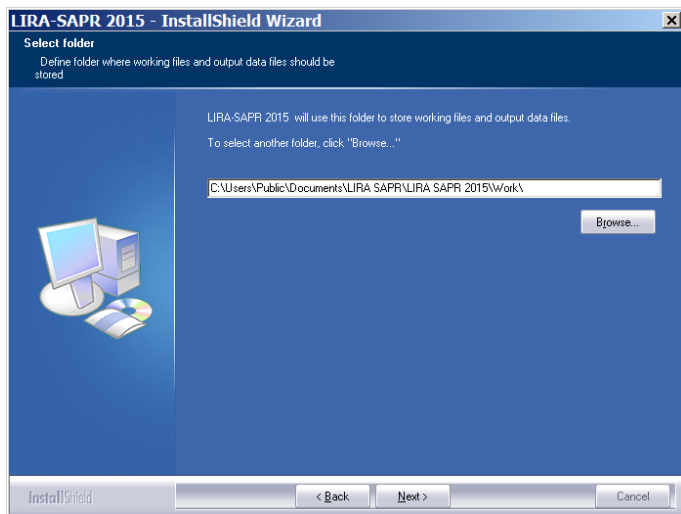 LIRA-SAPR 2015 - InstallShield Wizard
Select folder
Define folder where working files and output data files should be
stored
LIRA-SAPR 2015 will use this folder to store working files and output data files.
To select another folder, click "Browse..."
C:\Users\Public\Documents\LIRA SAPR\LIRA SAPR 2015\Work\
Browse...
InstallShield
< Back Next > Cancel